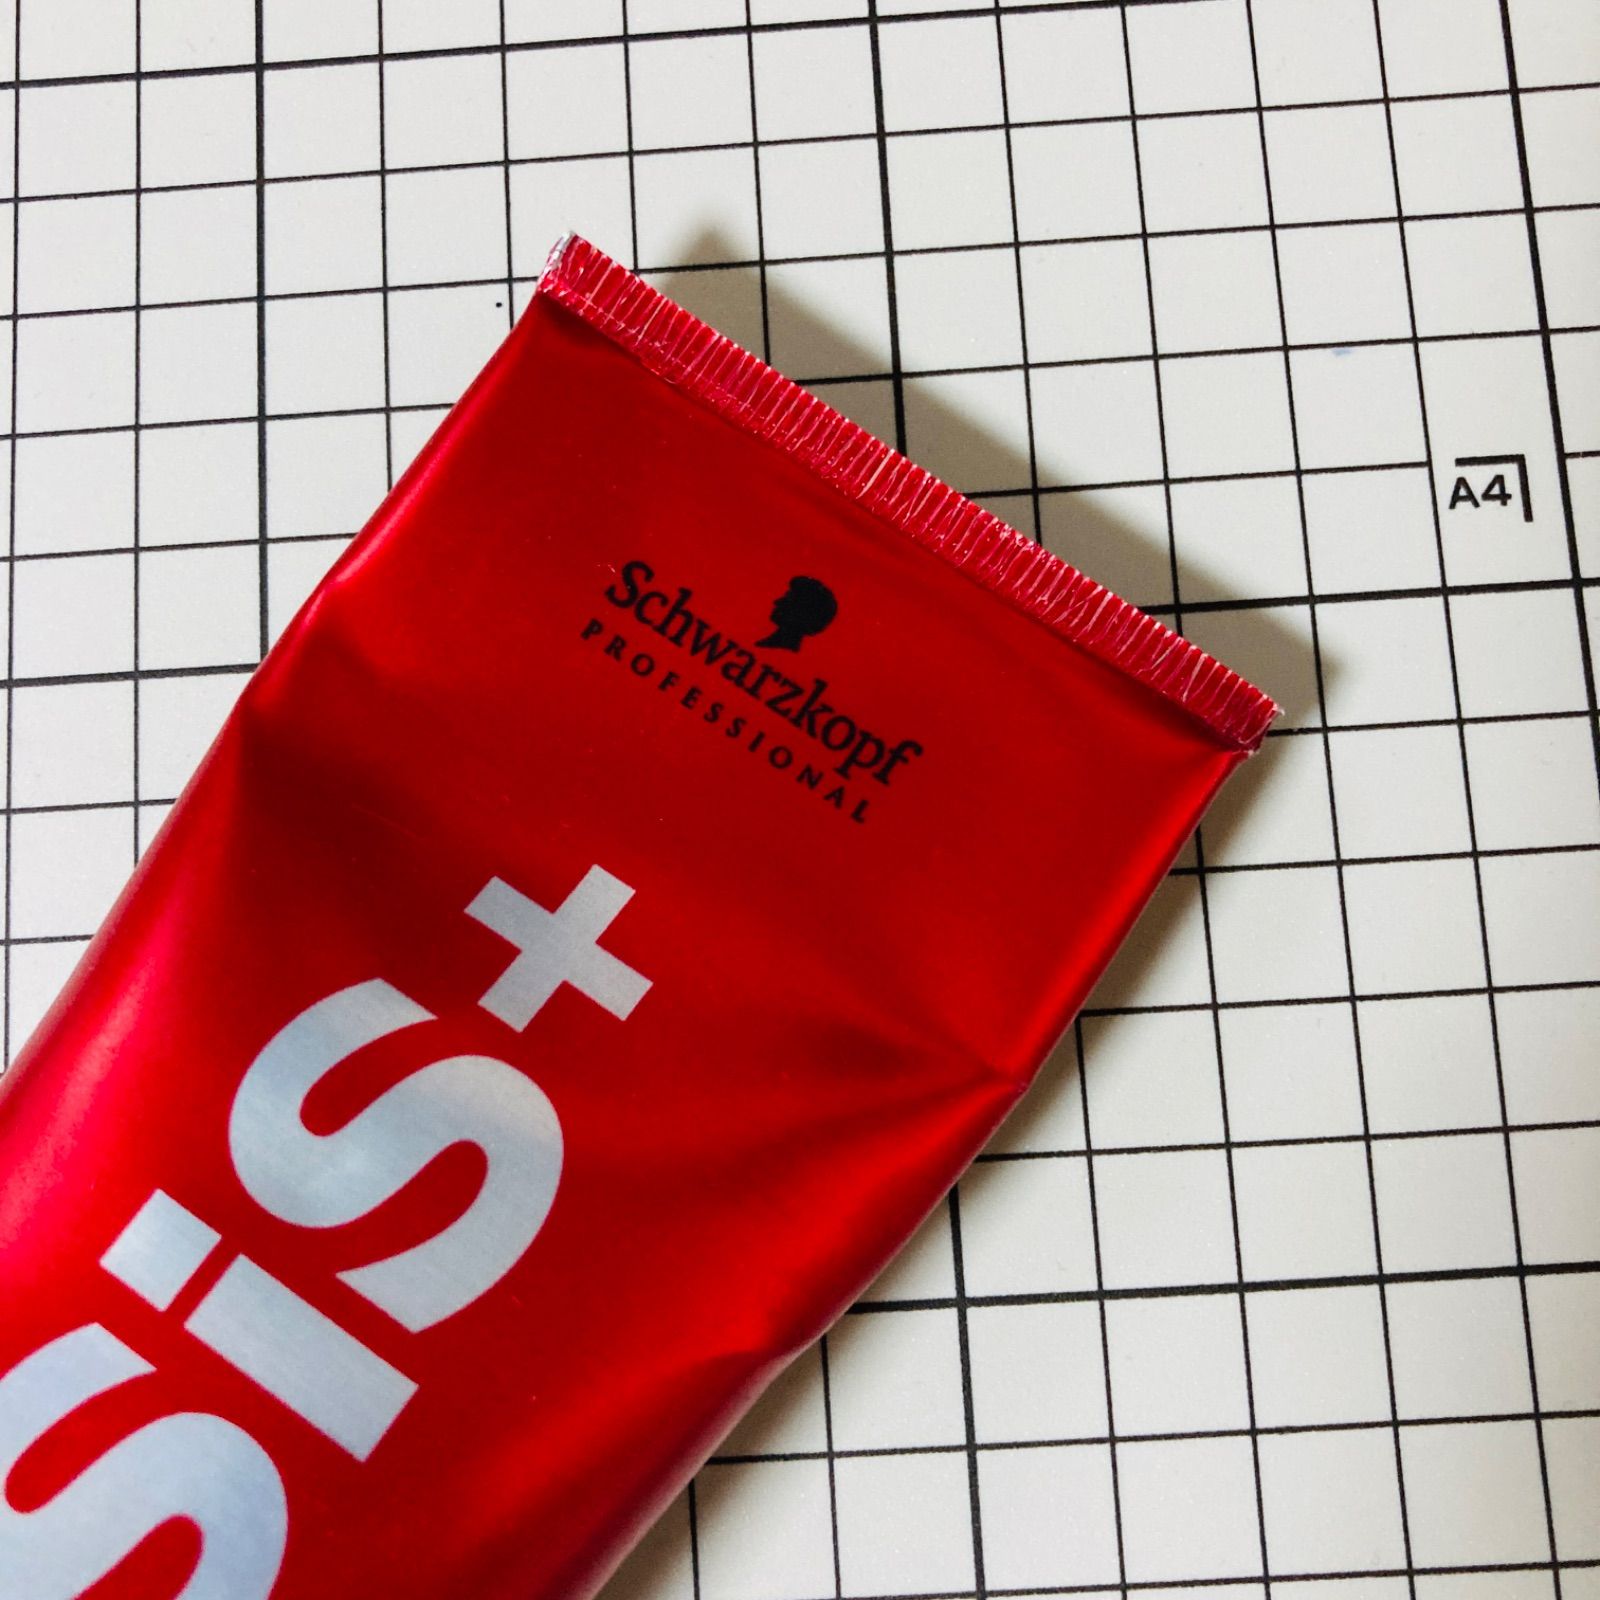 Schwarzkopf
PROFESSIONAL
SiS+
A4